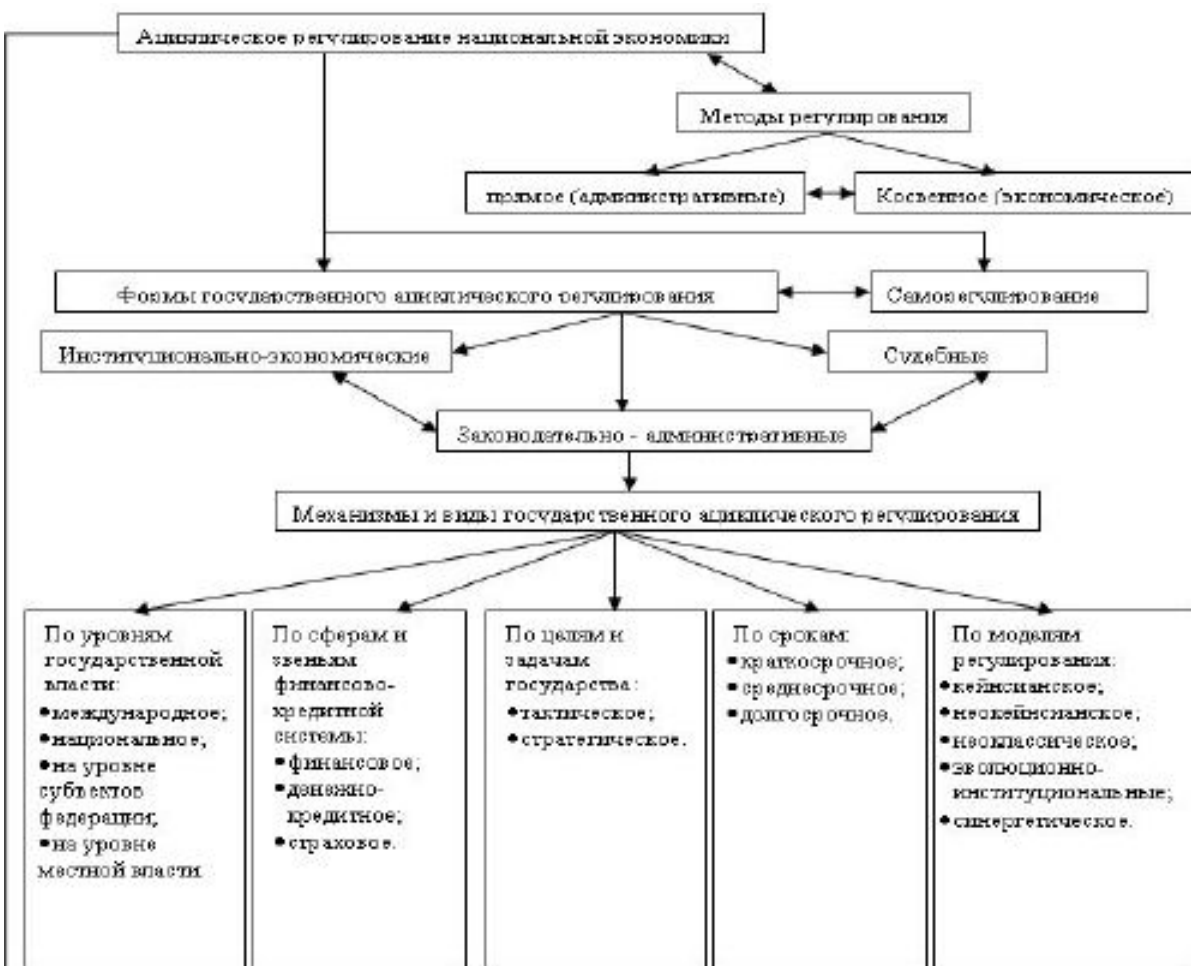 Ациклическое регулирование национальной экономики
Методы регулирования
прямое (административные)
Косвенное (экономическое)
Формы государственного ациклического регулирования
Саморегулирование
Институционально-экономические
Судебные
Законодательно - административные
Механизмы и виды государственного ациклического регулирования
По уровням
государственной
власти:
•международное;
•национальное;
•на уровне
субъектов
федерации;
•на уровне
местной власти
По сферам и
звеньям
финансово-
кредитной
системы:
•финансовое;
•денежно-
кредитное;
•страховое.
По целям и
задачам
государства:
•тактическое;
•стратегическое.
По срокам:
•краткосрочное;
•среднесрочное;
•долгосрочное.
По моделям
регулирования:
•кейнсианское;
•неокейнсианское;
•неоклассическое;
•эволюционно-
институциональные;
•синергетическое.